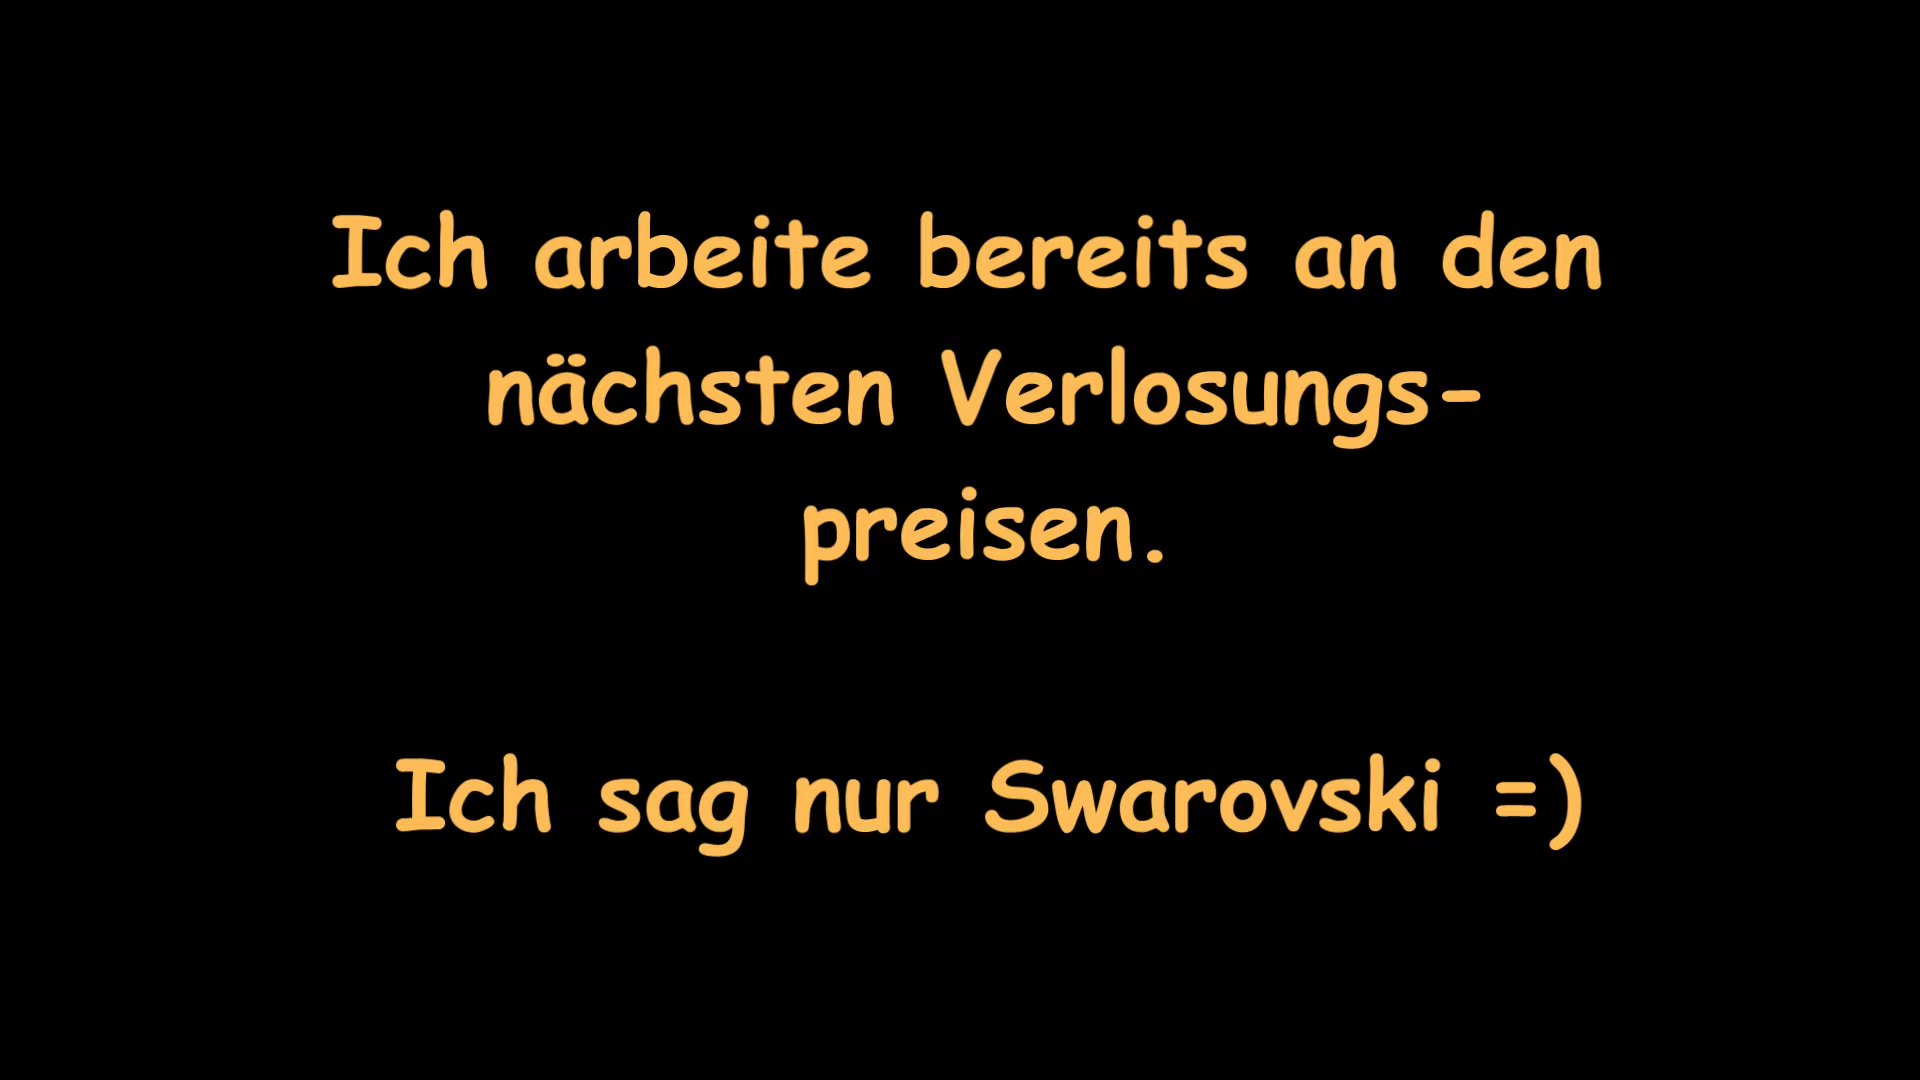 Ich arbeite bereits an den
nächsten Verlosungs-
preisen.
Ich sag nur Swarovski =)